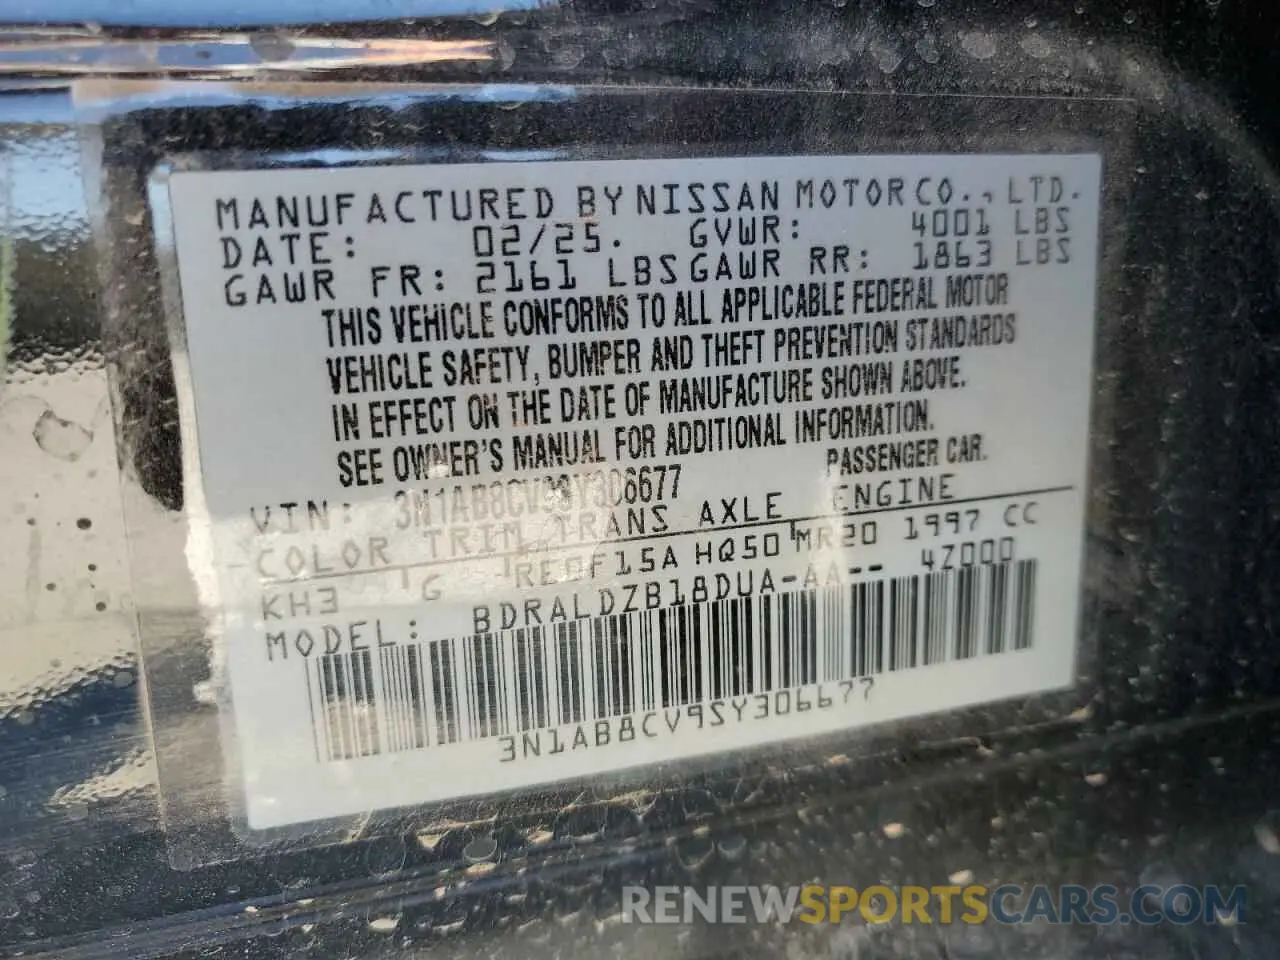 MANUFACTURED BY NISSAN MOTOR CO., LTD.
DATE: 02/25. GVWR: 4001 LBS
GAWR FR: 2161 LBS GAWR RR: 1863 LBS
THIS VEHICLE CONFORMS TO ALL APPLICABLE FEDERAL MOTOR
VEHICLE SAFETY, BUMPER AND THEFT PREVENTION STANDARDS
IN EFFECT ON THE DATE OF MANUFACTURE SHOWN ABOVE.
SEE OWNER'S MANUAL FOR ADDITIONAL INFORMATION.
VIN: 3N1AB8CV9SY306677 PASSENGER CAR.
COLOR TRIM TRANS AXLE ENGINE
KH3 G RE0F15A HQ50 MR20 1997 CC
MODEL: BDRALDZB18DUA-AA-- 4Z000
3N1AB8CV9SY306677
RENEWSPORTSCARS.COM